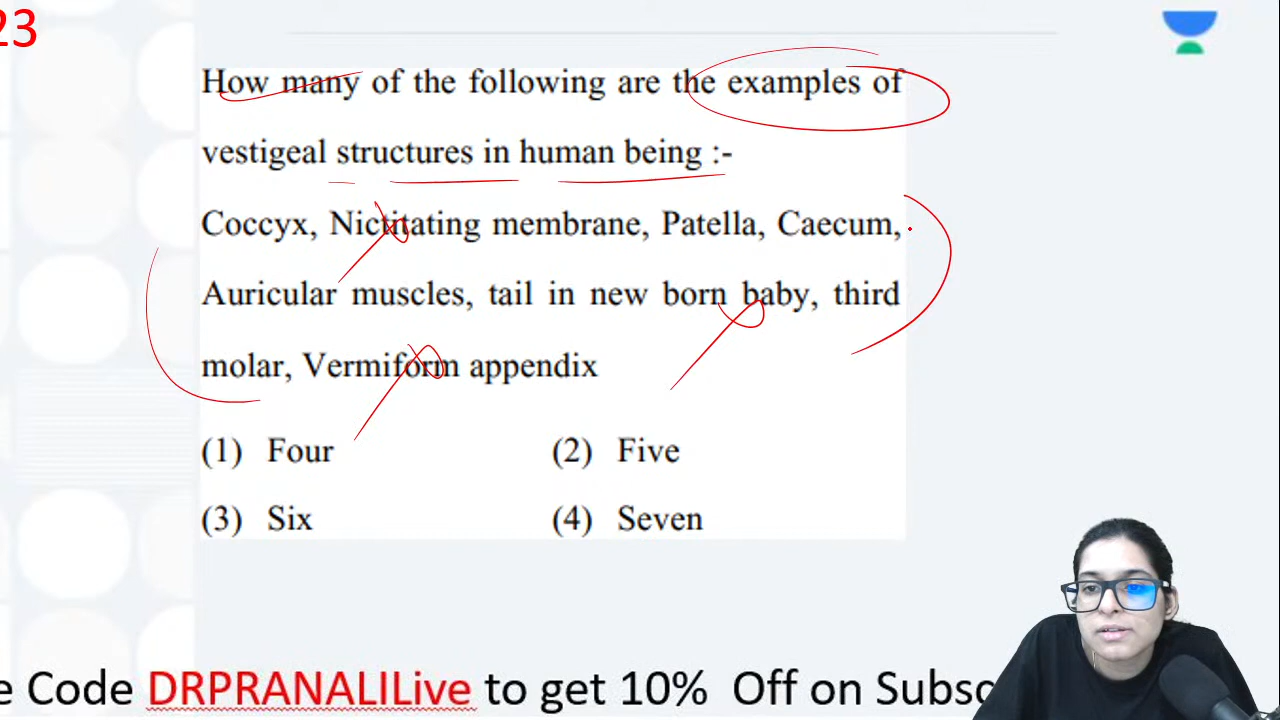 23
How many of the following are the examples of
vestigeal structures in human being :-
Coccyx, Nictitating membrane, Patella, Caecum,
Auricular muscles, tail in new born baby, third
molar, Vermiform appendix
(1) Four (2) Five
(3) Six (4) Seven
e Code DRPRANALILive to get 10% Off on Subsc